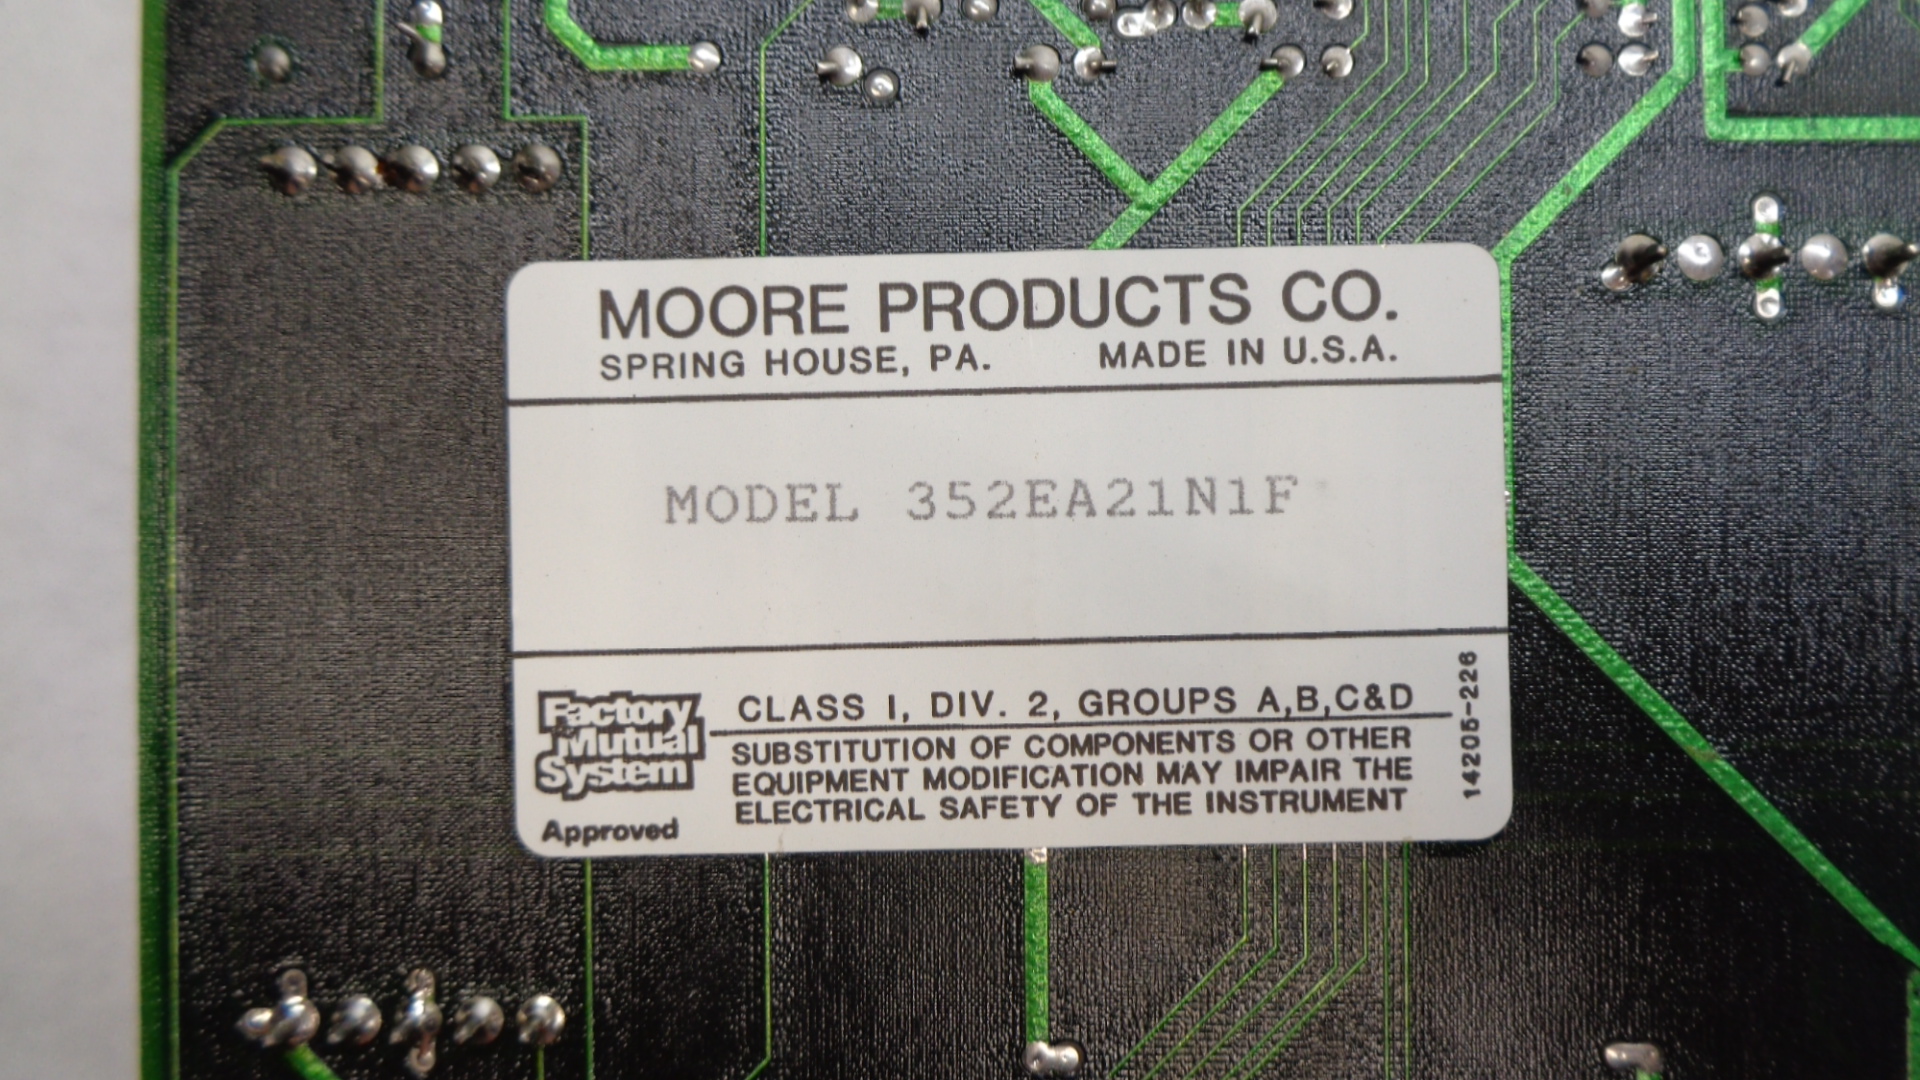 MOORE PRODUCTS CO.
SPRING HOUSE, PA. MADE IN U.S.A.
MODEL 352EA21N1F
Factory
Mutual
System
Approved
CLASS I, DIV. 2, GROUPS A,B,C&D
SUBSTITUTION OF COMPONENTS OR OTHER
EQUIPMENT MODIFICATION MAY IMPAIR THE
ELECTRICAL SAFETY OF THE INSTRUMENT
14205-226